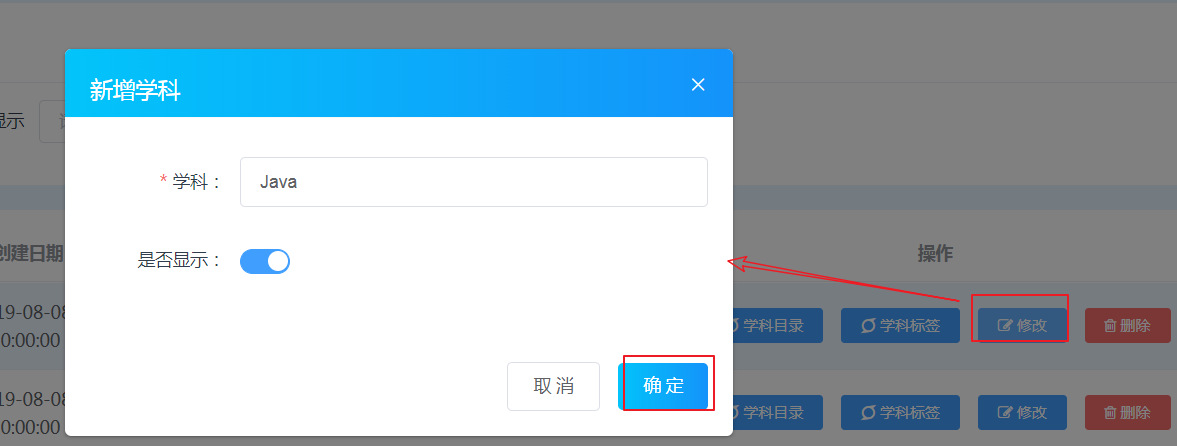 新增学科
显示
* 学科：
Java
创建日期
操作
是否显示：
19-08-08
0:00:00
学科目录
学科标签
修改
删除
取 消
确 定
19-08-08
0:00:00
学科目录
学科标签
修改
删除